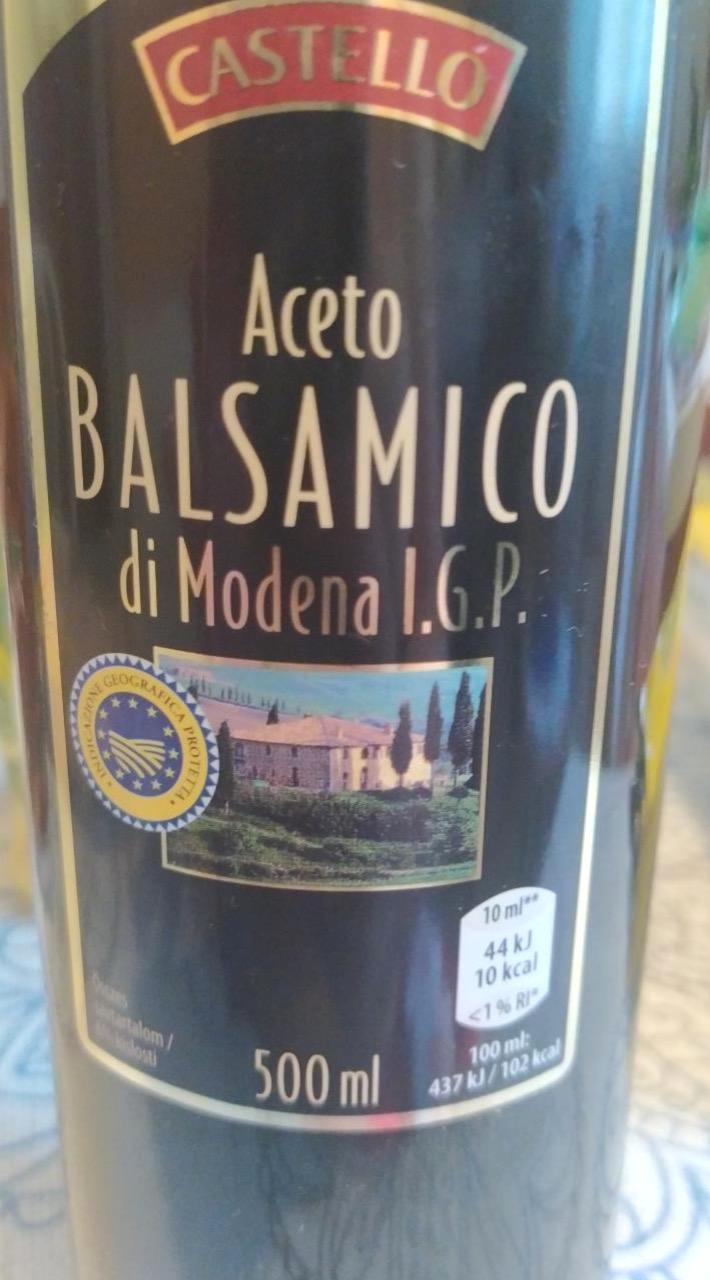 CASTELLÓ
Aceto
BALSAMICO
di Modena I.G.P.
INDICAZIONE GEOGRAFICA PROTETTA
10 ml**
44 kJ
10 kcal
<1% RI*
100 ml:
437 kJ / 102 kcal
500 ml